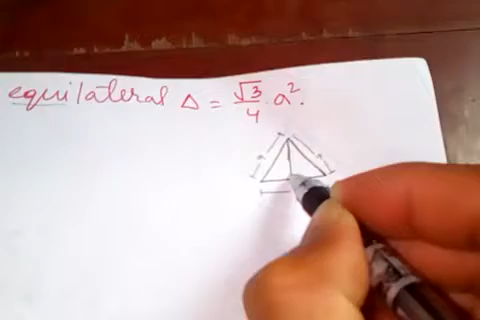 equilateral Δ = √3/4 · a².